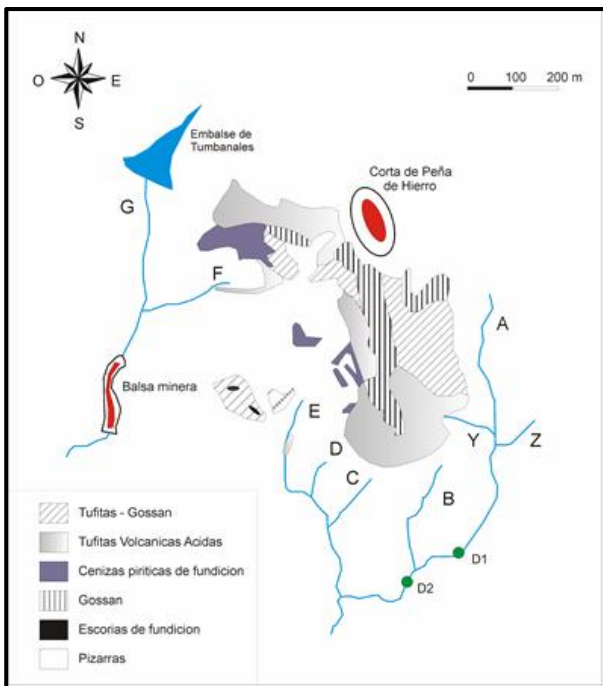 N
O
E
S
0
100
200 m
Embalse de
Tumbanales
Corta de Peña
de Hierro
G
F
A
Balsa minera
E
Y
Z
D
C
B
D1
D2
Tufitas - Gossan
Tufitas Volcanicas Acidas
Cenizas piriticas de fundicion
Gossan
Escorias de fundicion
Pizarras